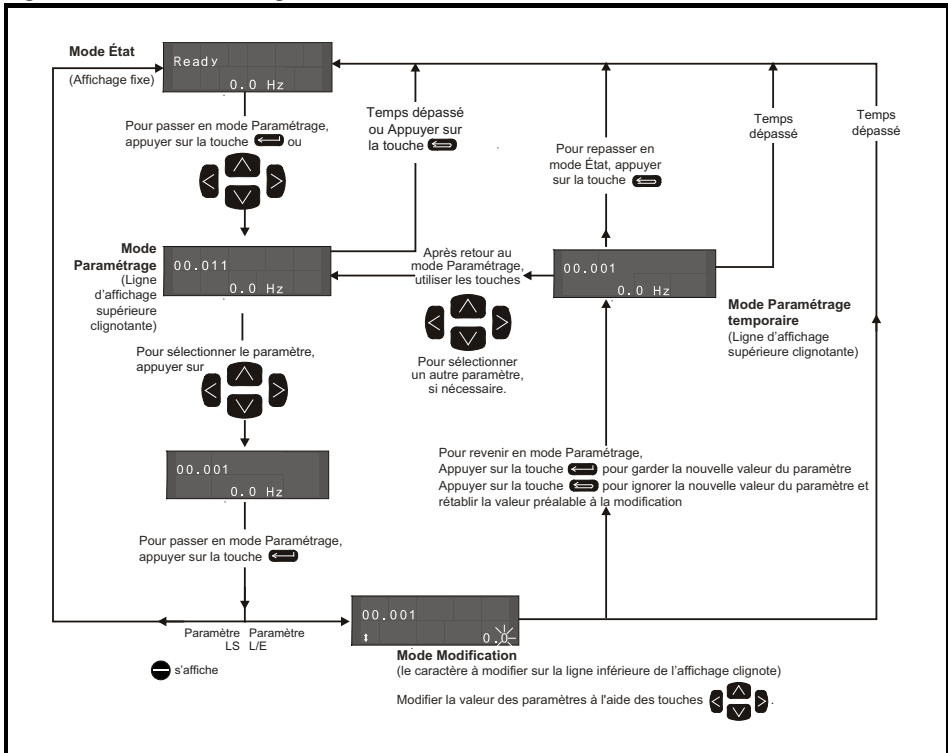 Mode État
(Affichage fixe)
Ready
0.0 Hz
Pour passer en mode Paramétrage,
appuyer sur la touche ou
Temps dépassé
ou Appuyer sur
la touche
Pour repasser en
mode État, appuyer
sur la touche
Temps
dépassé
Temps
dépassé
Mode
Paramétrage
(Ligne
d'affichage
supérieure
clignotante)
00.011
0.0 Hz
Après retour au
mode Paramétrage,
utiliser les touches
Pour sélectionner
un autre paramètre,
si nécessaire.
00.001
0.0 Hz
Mode Paramétrage
temporaire
(Ligne d'affichage
supérieure clignotante)
Pour sélectionner le paramètre,
appuyer sur
00.001
0.0 Hz
Pour revenir en mode Paramétrage,
Appuyer sur la touche pour garder la nouvelle valeur du paramètre
Appuyer sur la touche pour ignorer la nouvelle valeur du paramètre et
rétablir la valeur préalable à la modification
Pour passer en mode Paramétrage,
appuyer sur la touche
Paramètre
LS
Paramètre
L/E
s'affiche
00.001
0.0
Mode Modification
(le caractère à modifier sur la ligne inférieure de l'affichage clignote)
Modifier la valeur des paramètres à l'aide des touches .